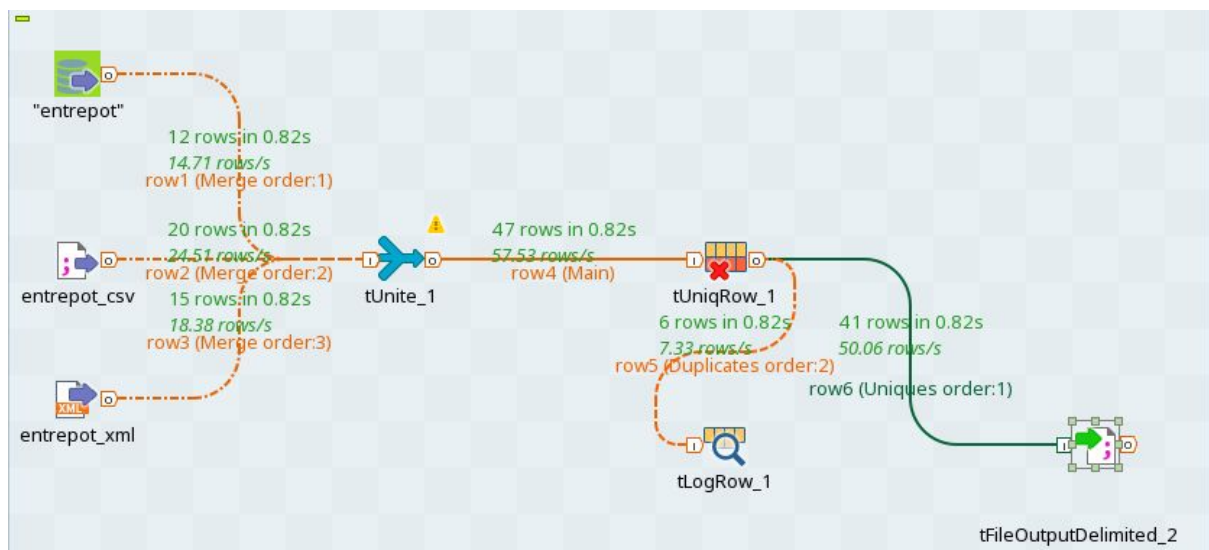 "entrepot"
12 rows in 0.82s
14.71 rows/s
row1 (Merge order:1)
entrepot_csv
20 rows in 0.82s
24.51 rows/s
row2 (Merge order:2)
15 rows in 0.82s
18.38 rows/s
row3 (Merge order:3)
XML
entrepot_xml
tUnite_1
47 rows in 0.82s
57.53 rows/s
row4 (Main)
tUniqRow_1
6 rows in 0.82s
7.33 rows/s
row5 (Duplicates order:2)
41 rows in 0.82s
50.06 rows/s
row6 (Uniques order:1)
tLogRow_1
tFileOutputDelimited_2